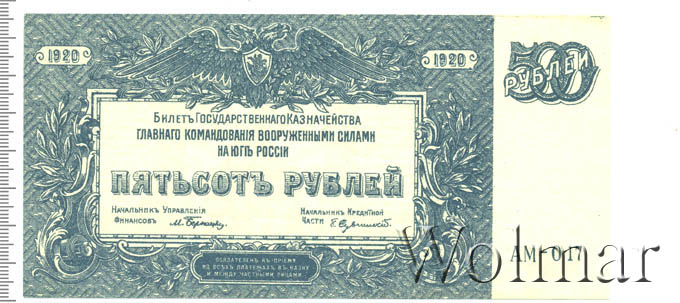 1920
1920
500
РУБЛЕЙ
БИЛЕТЪ ГОСУДАРСТВЕННАГО КАЗНАЧЕЙСТВА
ГЛАВНАГО КОМАНДОВАНІЯ ВООРУЖЕННЫМИ СИЛАМИ
НА ЮГѢ РОССІИ
ПЯТЬСОТЪ РУБЛЕЙ
НАЧАЛЬНИКЪ УПРАВЛЕНІЯ
ФИНАНСОВЪ
НАЧАЛЬНИКЪ КРЕДИТНОЙ
ЧАСТИ
ОБЯЗАТЕЛЕНЪ КЪ ПРІЕМУ
ВО ВСѢХЪ ПЛАТЕЖАХЪ ВЪ КАЗНУ
И МЕЖДУ ЧАСТНЫМИ ЛИЦАМИ
АМ-017
Wolmar